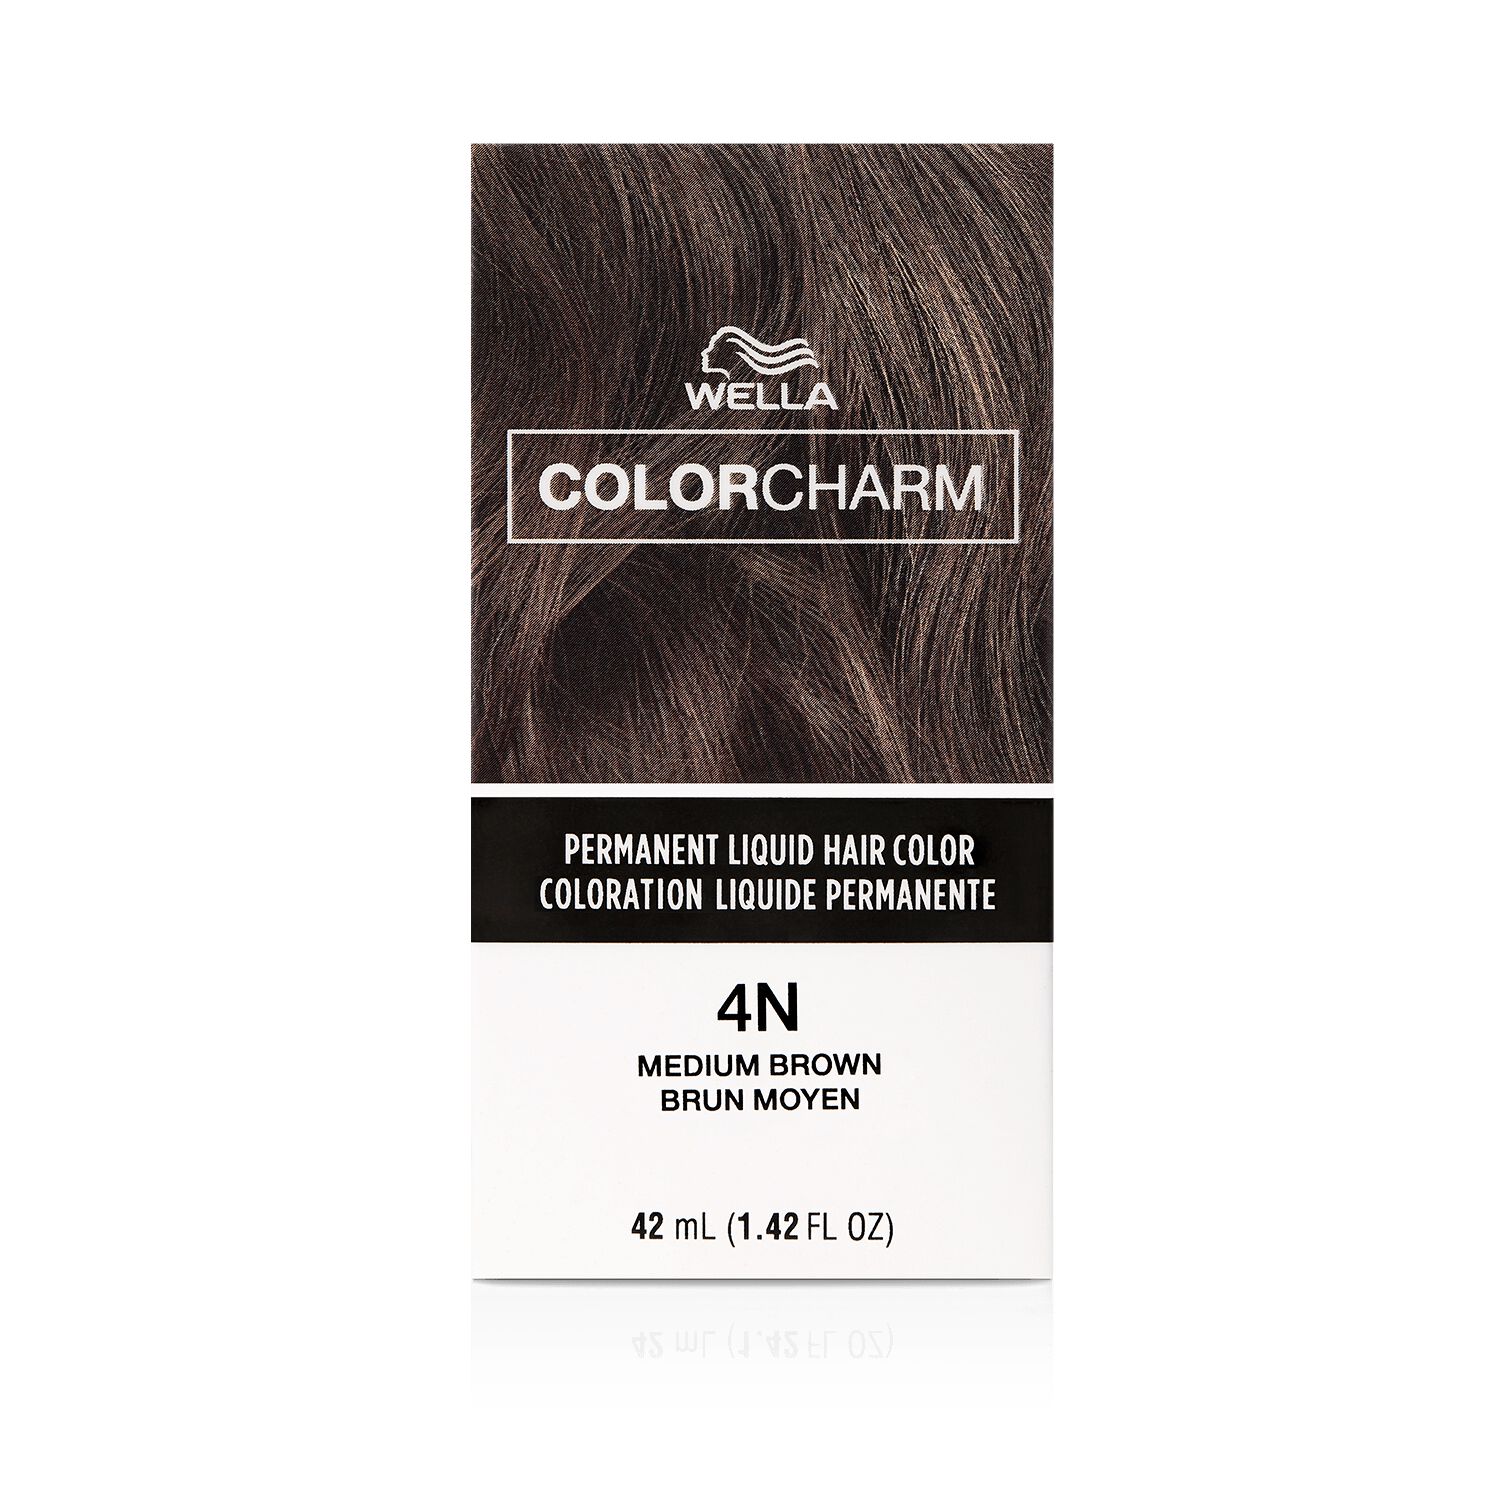 WELLA
COLORCHARM
PERMANENT LIQUID HAIR COLOR
COLORATION LIQUIDE PERMANENTE
4N
MEDIUM BROWN
BRUN MOYEN
42 mL (1.42 FL OZ)